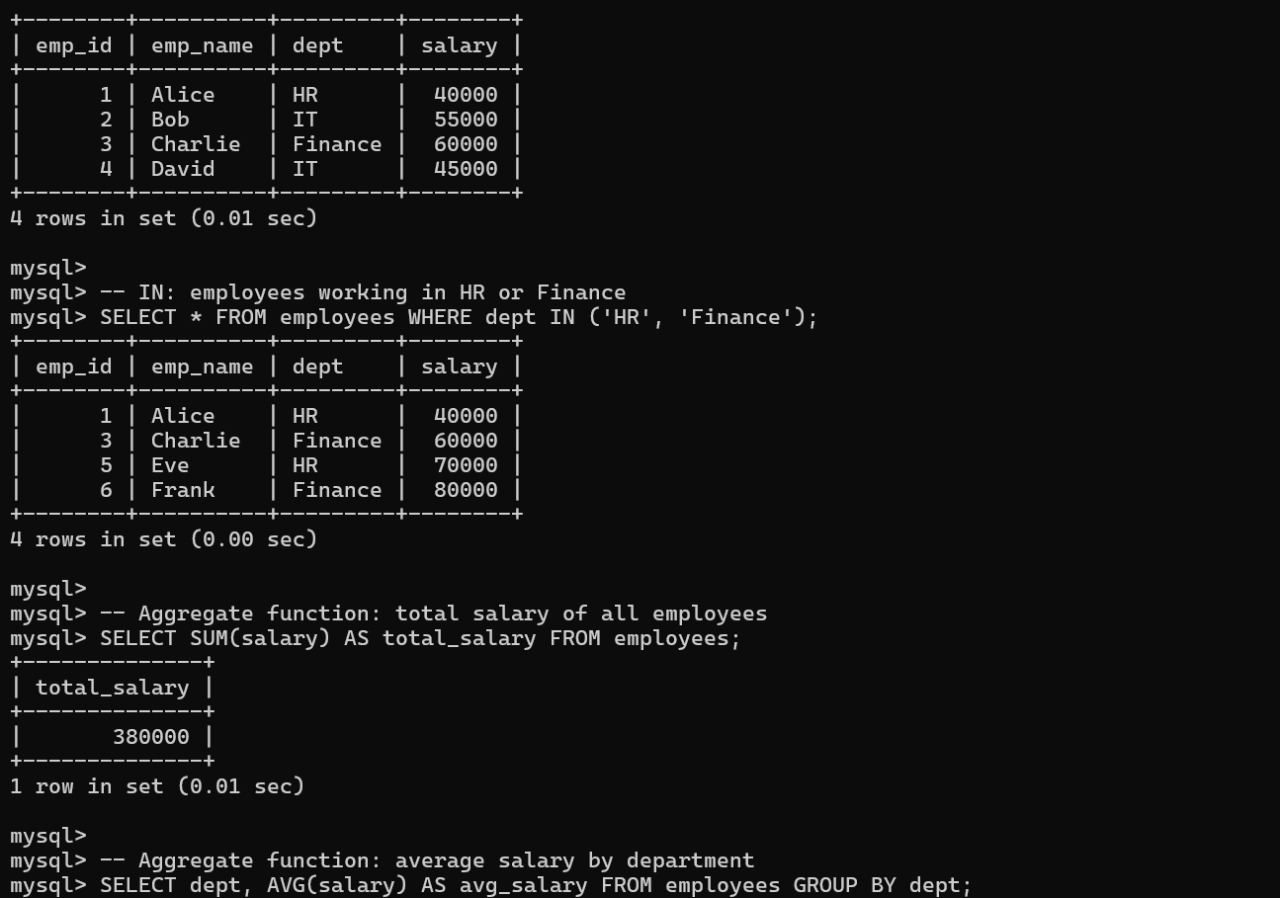 +--------+----------+---------+--------+
| emp_id | emp_name | dept    | salary |
+--------+----------+---------+--------+
|      1 | Alice    | HR      |  40000 |
|      2 | Bob      | IT      |  55000 |
|      3 | Charlie  | Finance |  60000 |
|      4 | David    | IT      |  45000 |
+--------+----------+---------+--------+
4 rows in set (0.01 sec)

mysql>
mysql> -- IN: employees working in HR or Finance
mysql> SELECT * FROM employees WHERE dept IN ('HR', 'Finance');
+--------+----------+---------+--------+
| emp_id | emp_name | dept    | salary |
+--------+----------+---------+--------+
|      1 | Alice    | HR      |  40000 |
|      3 | Charlie  | Finance |  60000 |
|      5 | Eve      | HR      |  70000 |
|      6 | Frank    | Finance |  80000 |
+--------+----------+---------+--------+
4 rows in set (0.00 sec)

mysql>
mysql> -- Aggregate function: total salary of all employees
mysql> SELECT SUM(salary) AS total_salary FROM employees;
+--------------+
| total_salary |
+--------------+
|       380000 |
+--------------+
1 row in set (0.01 sec)

mysql>
mysql> -- Aggregate function: average salary by department
mysql> SELECT dept, AVG(salary) AS avg_salary FROM employees GROUP BY dept;